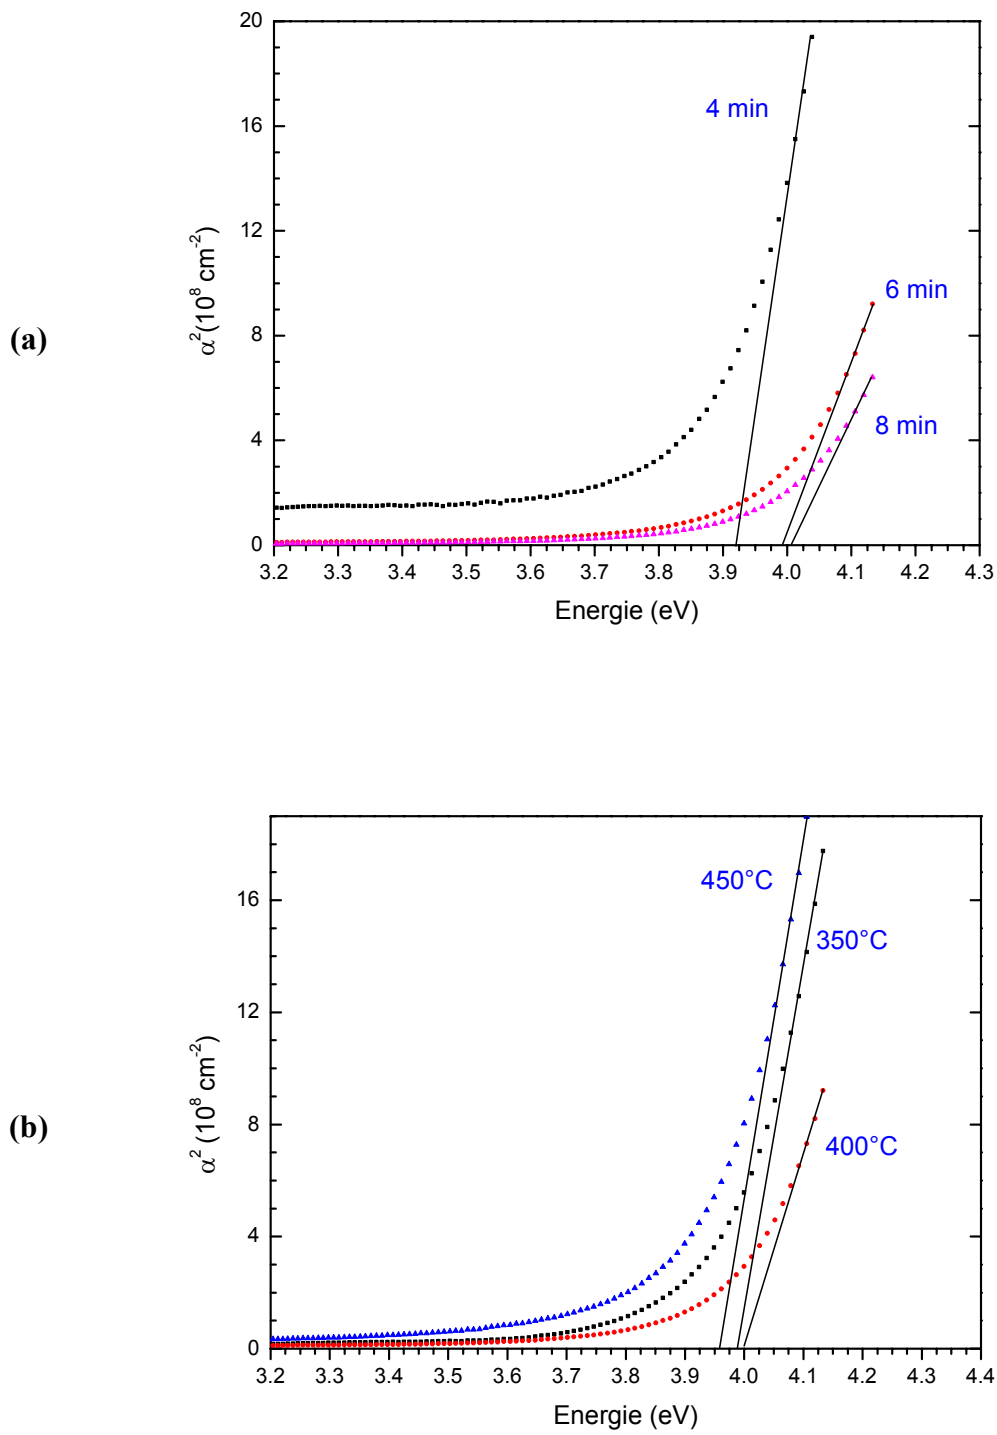 20
16
12
8
4
0
α²(10⁸ cm⁻²)
(a)
4 min
6 min
8 min
3.2 3.3 3.4 3.5 3.6 3.7 3.8 3.9 4.0 4.1 4.2 4.3
Energie (eV)
16
12
8
4
0
α² (10⁸ cm⁻²)
(b)
450°C
350°C
400°C
3.2 3.3 3.4 3.5 3.6 3.7 3.8 3.9 4.0 4.1 4.2 4.3 4.4
Energie (eV)